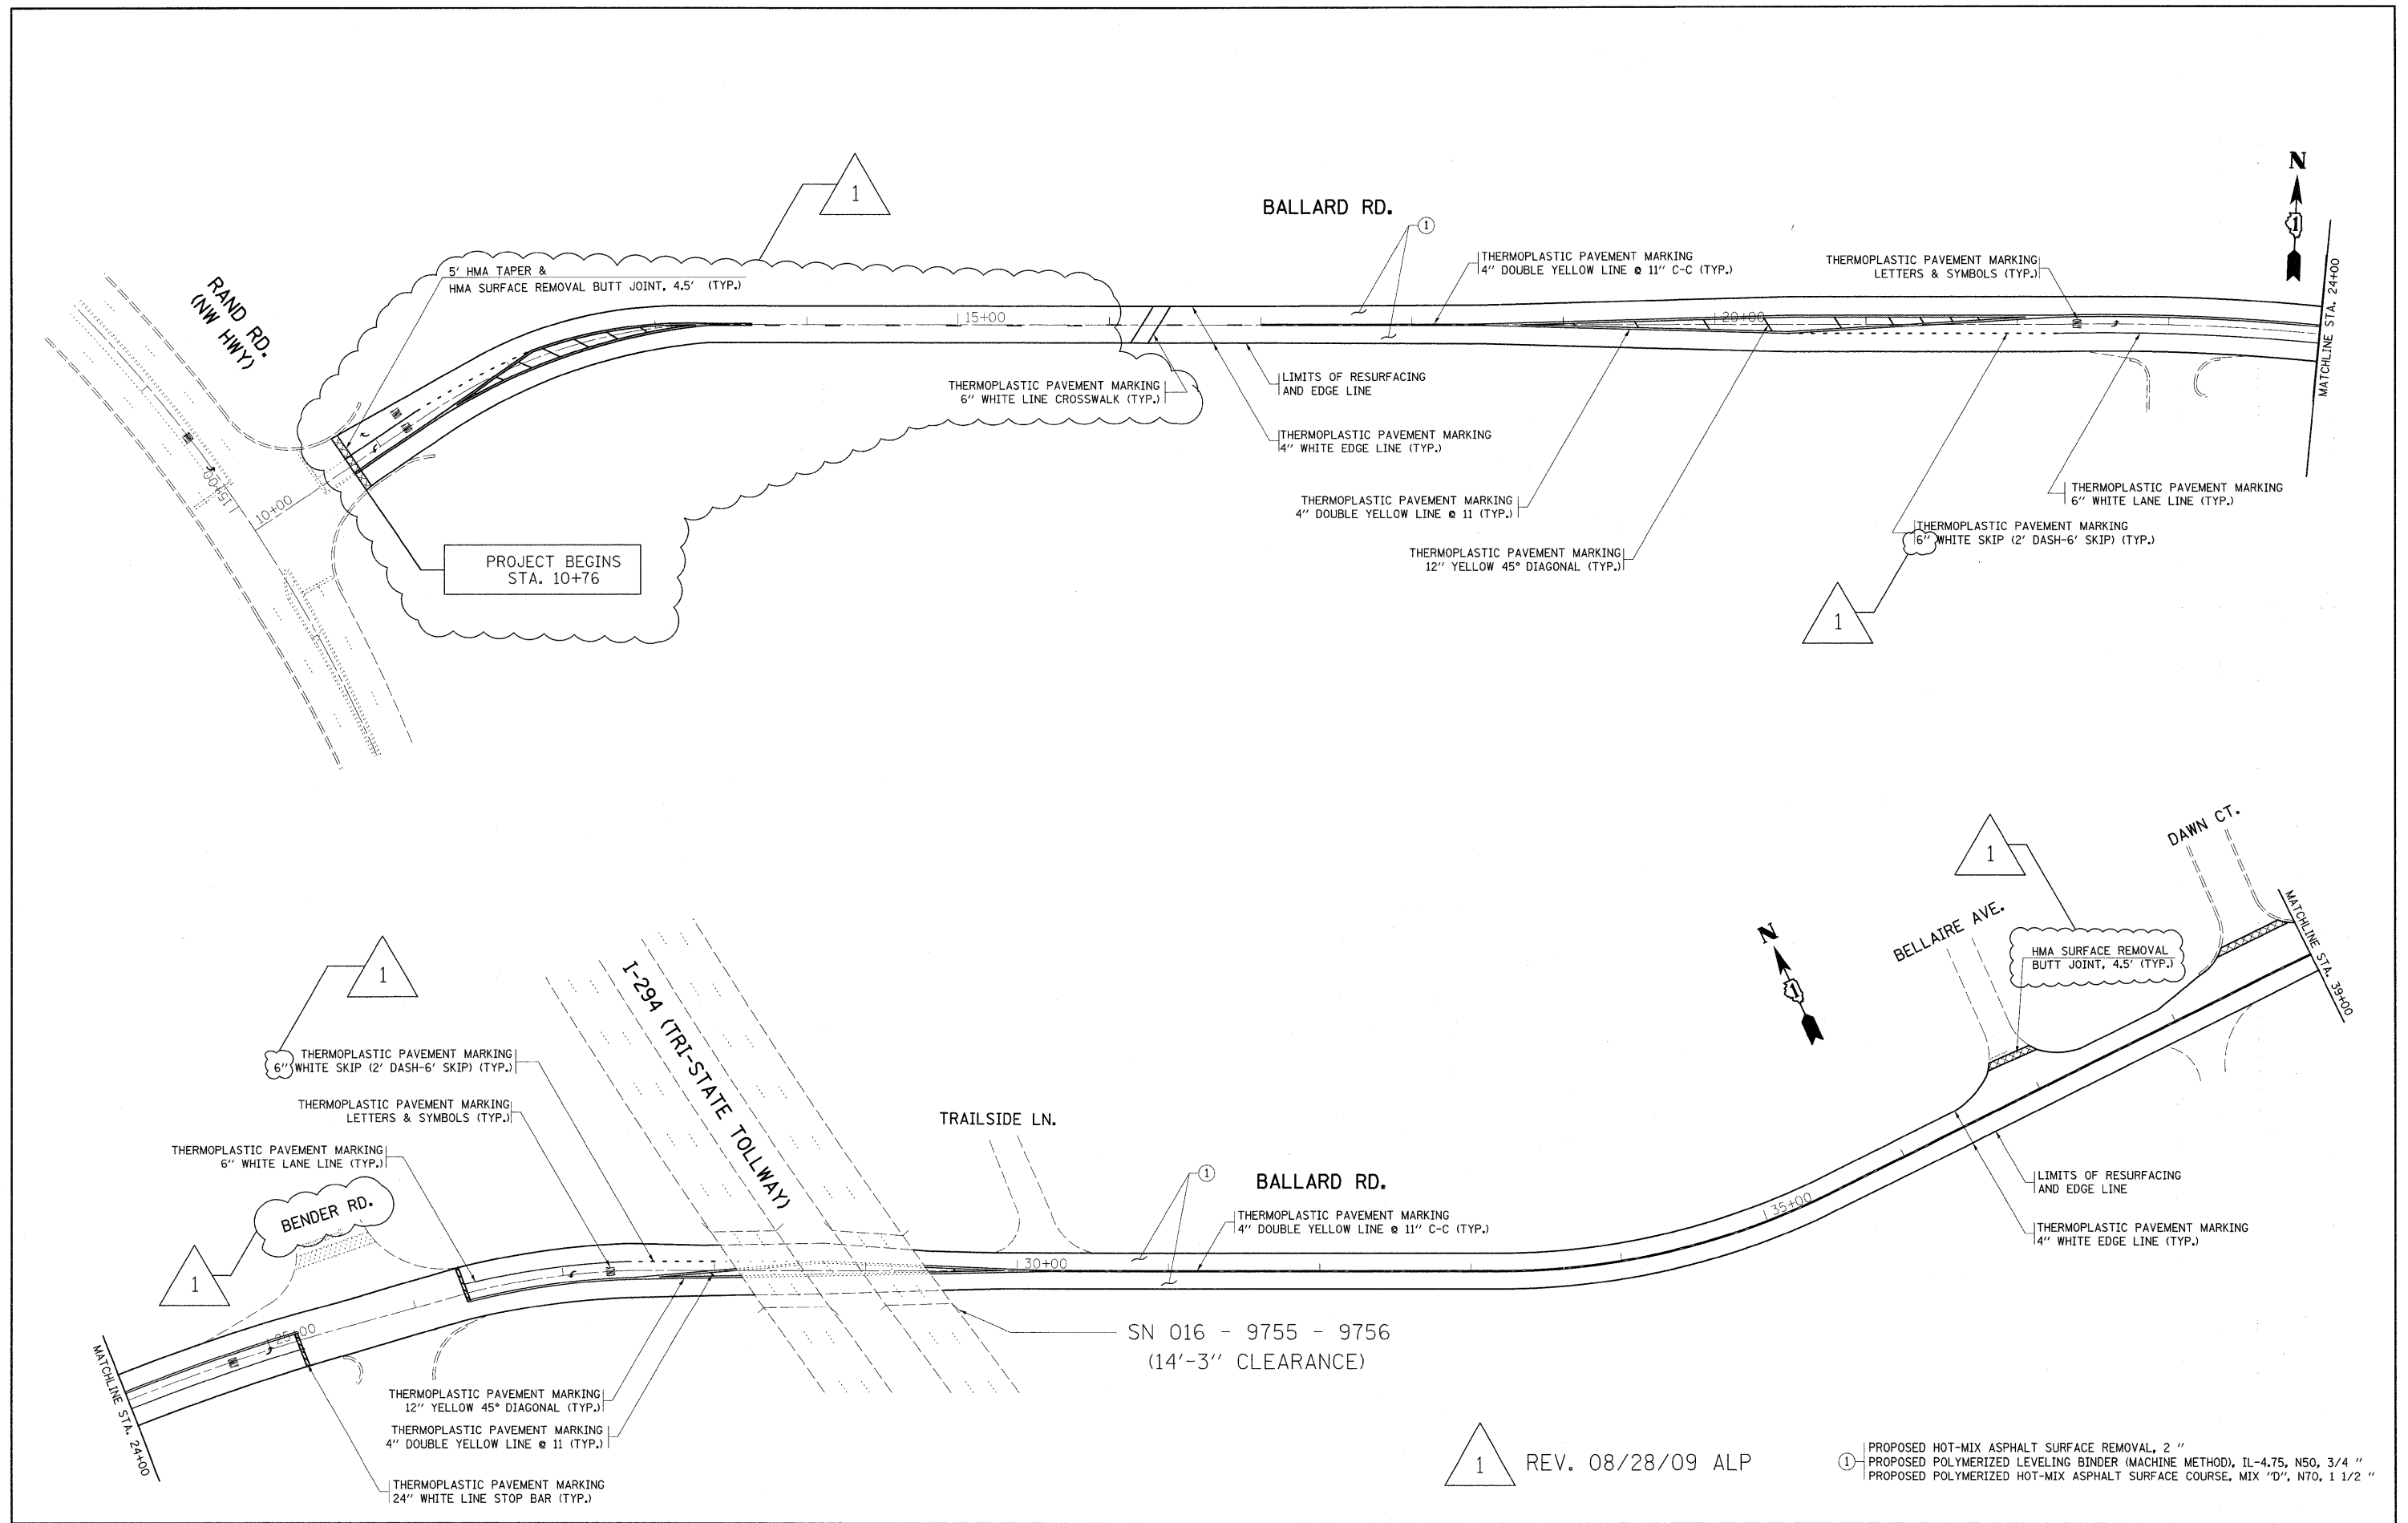 1
BALLARD RD.
1
N
1
RAND RD.
(NW HWY)
5' HMA TAPER &
HMA SURFACE REMOVAL BUTT JOINT, 4.5' (TYP.)
THERMOPLASTIC PAVEMENT MARKING
4" DOUBLE YELLOW LINE @ 11" C-C (TYP.)
THERMOPLASTIC PAVEMENT MARKING
LETTERS & SYMBOLS (TYP.)
MATCHLINE STA. 24+00
15+00
20+00
THERMOPLASTIC PAVEMENT MARKING
6" WHITE LINE CROSSWALK (TYP.)
LIMITS OF RESURFACING
AND EDGE LINE
THERMOPLASTIC PAVEMENT MARKING
4" WHITE EDGE LINE (TYP.)
15+00
10+00
THERMOPLASTIC PAVEMENT MARKING
4" DOUBLE YELLOW LINE @ 11 (TYP.)
THERMOPLASTIC PAVEMENT MARKING
6" WHITE LANE LINE (TYP.)
THERMOPLASTIC PAVEMENT MARKING
6" WHITE SKIP (2' DASH-6' SKIP) (TYP.)
THERMOPLASTIC PAVEMENT MARKING
12" YELLOW 45° DIAGONAL (TYP.)
PROJECT BEGINS
STA. 10+76
1
DAWN CT.
1
BELLAIRE AVE.
HMA SURFACE REMOVAL
BUTT JOINT, 4.5' (TYP.)
MATCHLINE STA. 39+00
N
1
1
I-294 (TRI-STATE TOLLWAY)
THERMOPLASTIC PAVEMENT MARKING
6" WHITE SKIP (2' DASH-6' SKIP) (TYP.)
THERMOPLASTIC PAVEMENT MARKING
LETTERS & SYMBOLS (TYP.)
TRAILSIDE LN.
THERMOPLASTIC PAVEMENT MARKING
6" WHITE LANE LINE (TYP.)
1
BALLARD RD.
LIMITS OF RESURFACING
AND EDGE LINE
BENDER RD.
1
THERMOPLASTIC PAVEMENT MARKING
4" DOUBLE YELLOW LINE @ 11" C-C (TYP.)
35+00
THERMOPLASTIC PAVEMENT MARKING
4" WHITE EDGE LINE (TYP.)
30+00
25+00
SN 016 - 9755 - 9756
(14'-3" CLEARANCE)
MATCHLINE STA. 24+00
THERMOPLASTIC PAVEMENT MARKING
12" YELLOW 45° DIAGONAL (TYP.)
THERMOPLASTIC PAVEMENT MARKING
4" DOUBLE YELLOW LINE @ 11 (TYP.)
THERMOPLASTIC PAVEMENT MARKING
24" WHITE LINE STOP BAR (TYP.)
1 REV. 08/28/09 ALP
1
PROPOSED HOT-MIX ASPHALT SURFACE REMOVAL, 2 "
PROPOSED POLYMERIZED LEVELING BINDER (MACHINE METHOD), IL-4.75, N50, 3/4 "
PROPOSED POLYMERIZED HOT-MIX ASPHALT SURFACE COURSE, MIX "D", N70, 1 1/2 "